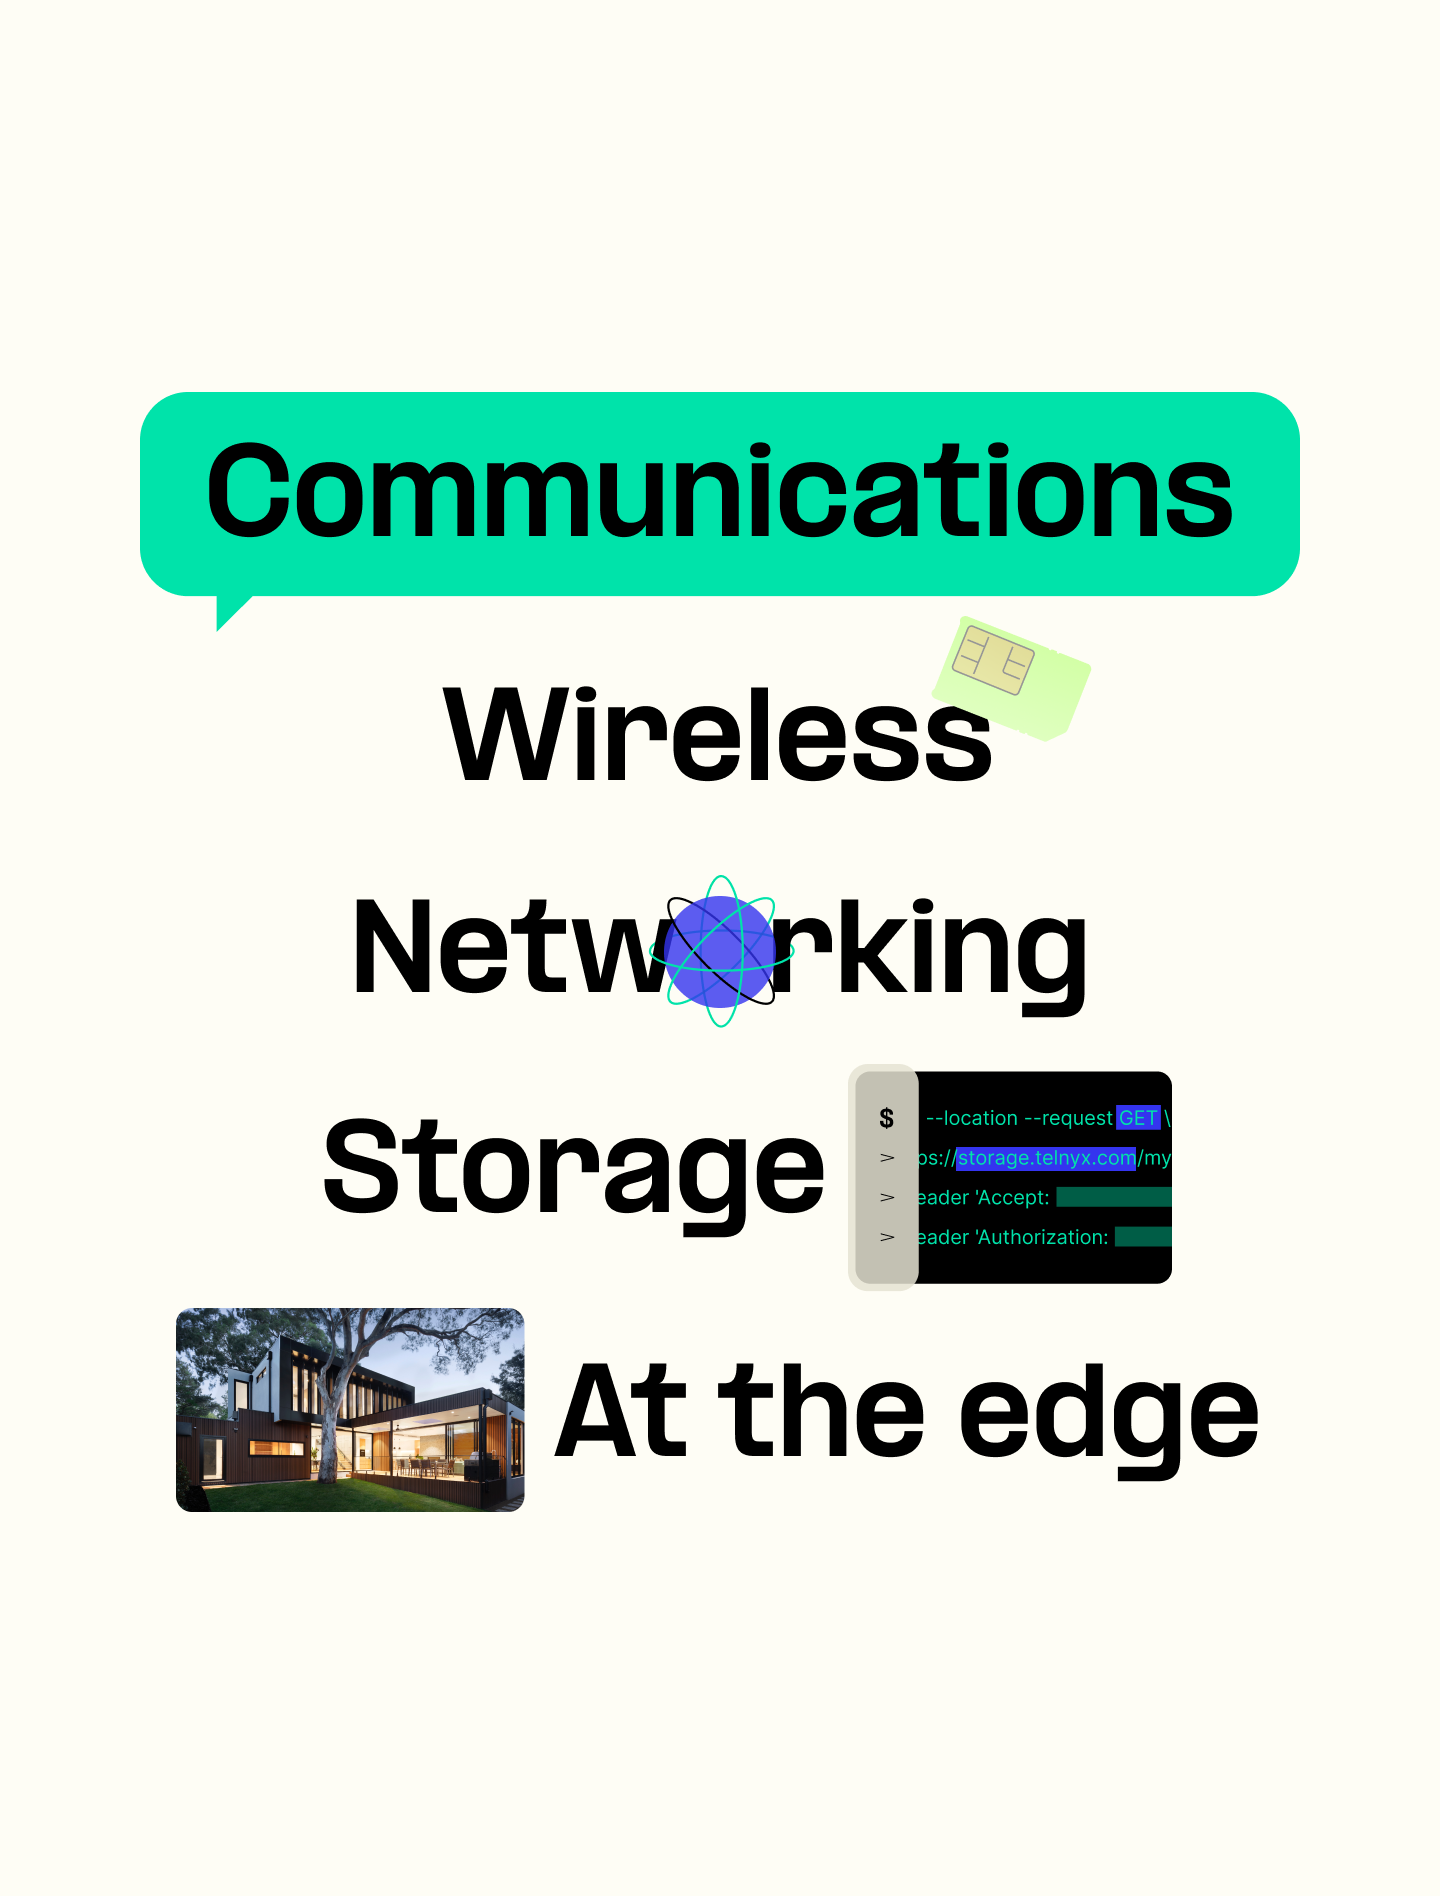 Communications
Wireless
Netw rking
Storage
$ --location --request GET \
> ps://storage.telnyx.com/my
> eader 'Accept:
> eader 'Authorization:
At the edge